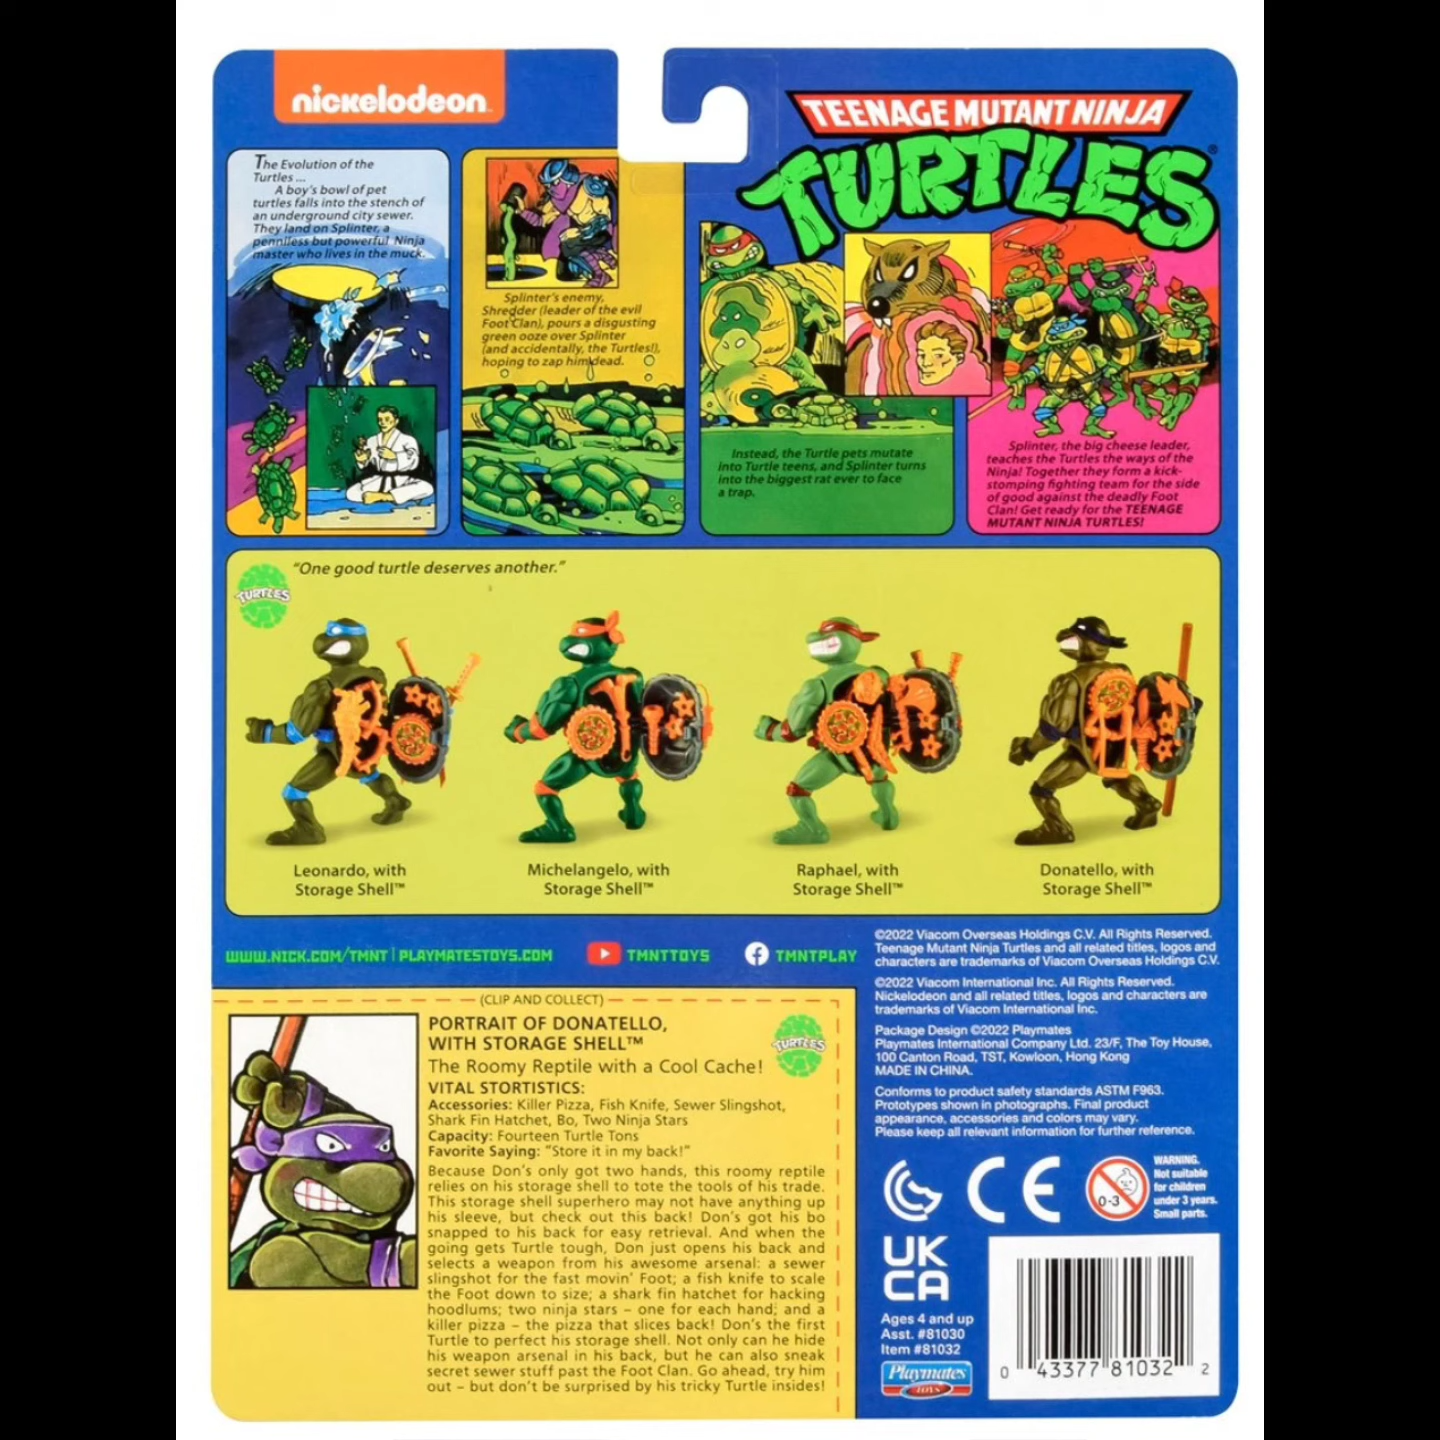 nickelodeon
TEENAGE MUTANT NINJA
TURTLES®
The Evolution of the
Turtles ...
A boy's bowl of pet
turtles falls into the stench of
an underground city sewer.
They land on Splinter, a
penniless but powerful Ninja
master who lives in the muck.
Splinter's enemy,
Shredder (leader of the evil
Foot Clan), pours a disgusting
green ooze over Splinter
(and accidentally, the Turtles!),
hoping to zap him dead.
Instead, the Turtle pets mutate
into Turtle teens, and Splinter turns
into the biggest rat ever to face
a trap.
Splinter, the big cheese leader,
teaches the Turtles the ways of the
Ninja! Together they form a kick-
stomping fighting team for the side
of good against the deadly Foot
Clan! Get ready for the TEENAGE
MUTANT NINJA TURTLES!
TURTLES
"One good turtle deserves another."
Leonardo, with
Storage Shell™
Michelangelo, with
Storage Shell™
Raphael, with
Storage Shell™
Donatello, with
Storage Shell™
WWW.NICK.COM/TMNT | PLAYMATESTOYS.COM
TMNTTOYS
TMNTPLAY
(CLIP AND COLLECT)
PORTRAIT OF DONATELLO,
WITH STORAGE SHELL™
TURTLES
The Roomy Reptile with a Cool Cache!
VITAL STORTISTICS:
Accessories: Killer Pizza, Fish Knife, Sewer Slingshot,
Shark Fin Hatchet, Bo, Two Ninja Stars
Capacity: Fourteen Turtle Tons
Favorite Saying: "Store it in my back!"
Because Don's only got two hands, this roomy reptile
relies on his storage shell to tote the tools of his trade.
This storage shell superhero may not have anything up
his sleeve, but check out this back! Don's got his bo
snapped to his back for easy retrieval. And when the
going gets Turtle tough, Don just opens his back and
selects a weapon from his awesome arsenal: a sewer
slingshot for the fast movin' Foot; a fish knife to scale
the Foot down to size; a shark fin hatchet for hacking
hoodlums; two ninja stars – one for each hand; and a
killer pizza – the pizza that slices back! Don's the first
Turtle to perfect his storage shell. Not only can he hide
his weapon arsenal in his back, but he can also sneak
secret sewer stuff past the Foot Clan. Go ahead, try him
out – but don't be surprised by his tricky Turtle insides!
©2022 Viacom Overseas Holdings C.V. All Rights Reserved.
Teenage Mutant Ninja Turtles and all related titles, logos and
characters are trademarks of Viacom Overseas Holdings C.V.
©2022 Viacom International Inc. All Rights Reserved.
Nickelodeon and all related titles, logos and characters are
trademarks of Viacom International Inc.
Package Design ©2022 Playmates
Playmates International Company Ltd. 23/F, The Toy House,
100 Canton Road, TST, Kowloon, Hong Kong
MADE IN CHINA.
Conforms to product safety standards ASTM F963.
Prototypes shown in photographs. Final product
appearance, accessories and colors may vary.
Please keep all relevant information for further reference.
CE
0-3
WARNING.
Not suitable
for children
under 3 years.
Small parts.
UK
CA
Ages 4 and up
Asst. #81030
Item #81032
Playmates
TOYS
0 43377 81032 2